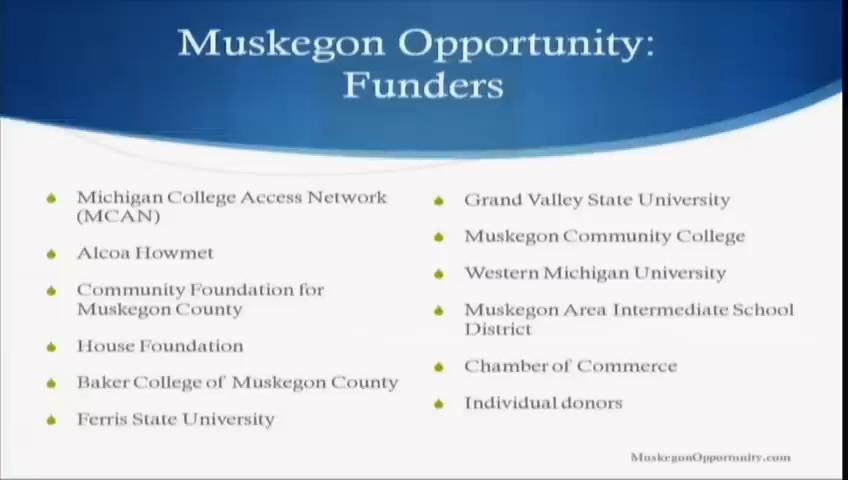 Muskegon Opportunity:
Funders
Michigan College Access Network
(MCAN)
Alcoa Howmet
Community Foundation for
Muskegon County
House Foundation
Baker College of Muskegon County
Ferris State University
Grand Valley State University
Muskegon Community College
Western Michigan University
Muskegon Area Intermediate School
District
Chamber of Commerce
Individual donors
MuskegonOpportunity.com